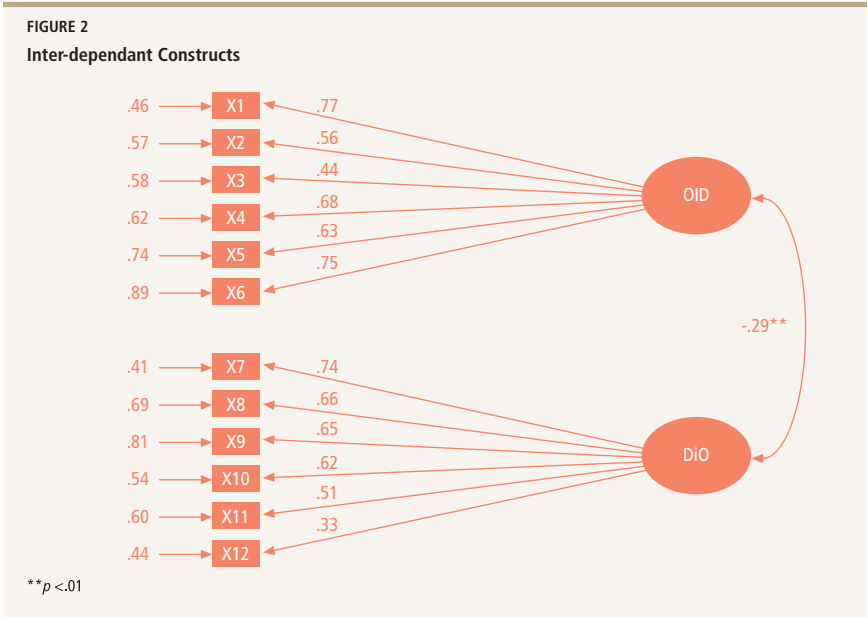 FIGURE 2
Inter-dependant Constructs
.46 X1 .77
.57 X2 .56
.58 X3 .44
.62 X4 .68
.74 X5 .63
.89 X6 .75
OID
-.29**
.41 X7 .74
.69 X8 .66
.81 X9 .65
.54 X10 .62
.60 X11 .51
.44 X12 .33
DiO
**p <.01